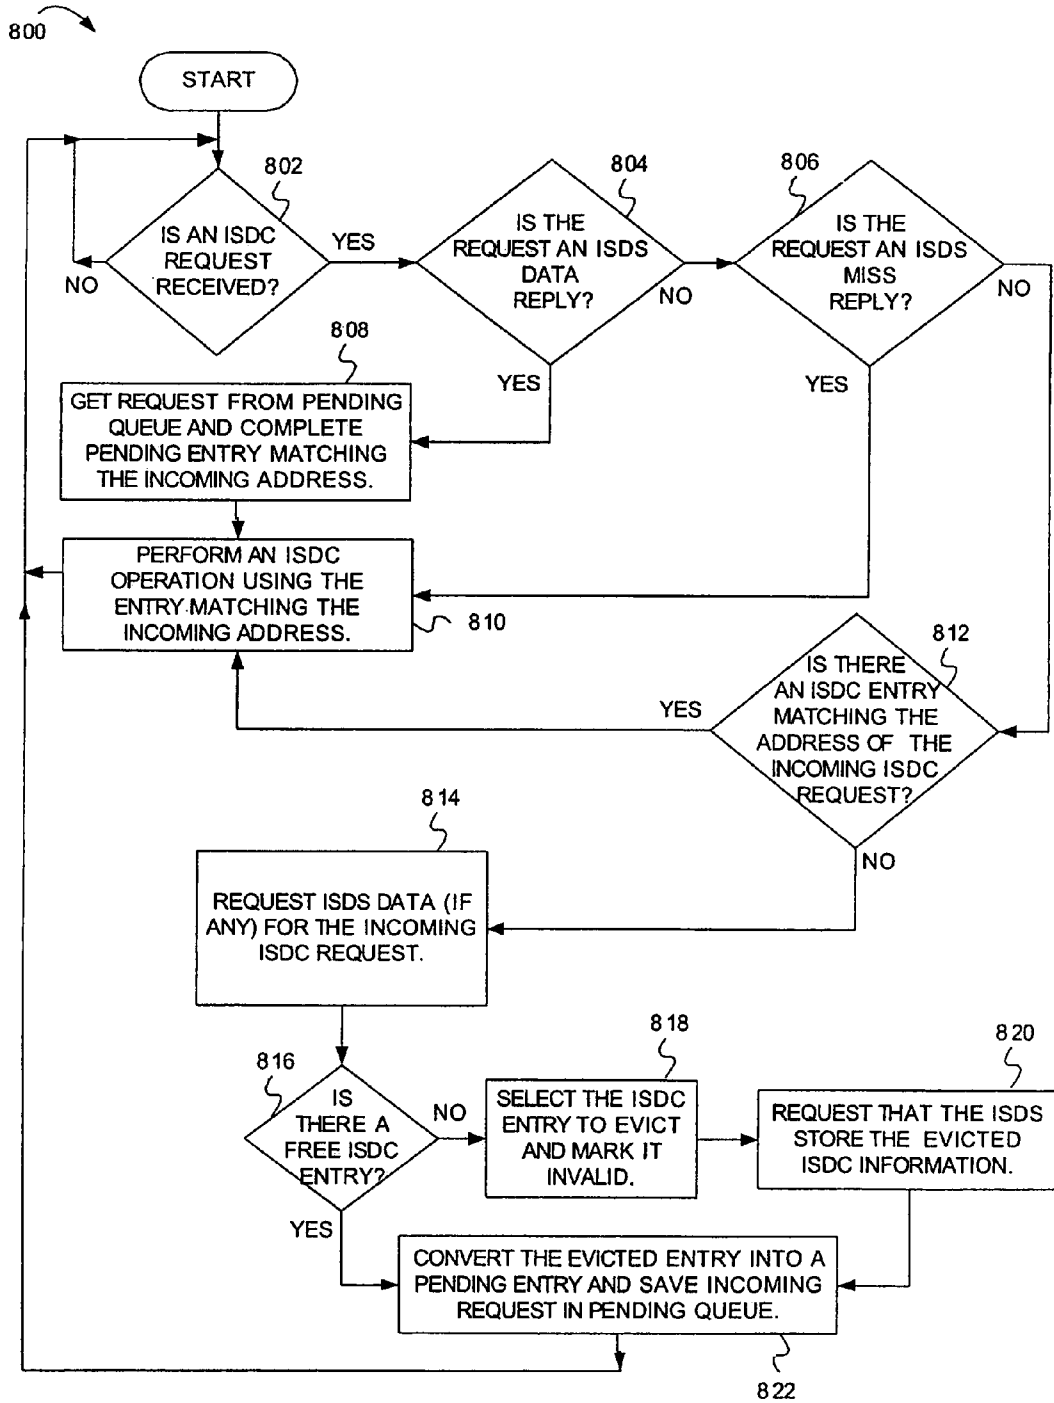 800
START
802
IS AN ISDC
REQUEST
RECEIVED?
YES
NO
804
IS THE
REQUEST AN ISDS
DATA
REPLY?
NO
YES
806
IS THE
REQUEST AN ISDS
MISS
REPLY?
NO
YES
808
GET REQUEST FROM PENDING
QUEUE AND COMPLETE
PENDING ENTRY MATCHING
THE INCOMING ADDRESS.
PERFORM AN ISDC
OPERATION USING THE
ENTRY MATCHING THE
INCOMING ADDRESS.
810
812
IS THERE
AN ISDC ENTRY
MATCHING THE
ADDRESS OF THE
INCOMING ISDC
REQUEST?
YES
NO
814
REQUEST ISDS DATA (IF
ANY) FOR THE INCOMING
ISDC REQUEST.
816
IS
THERE A
FREE ISDC
ENTRY?
NO
YES
818
SELECT THE ISDC
ENTRY TO EVICT
AND MARK IT
INVALID.
820
REQUEST THAT THE ISDS
STORE THE EVICTED
ISDC INFORMATION.
CONVERT THE EVICTED ENTRY INTO A
PENDING ENTRY AND SAVE INCOMING
REQUEST IN PENDING QUEUE.
822